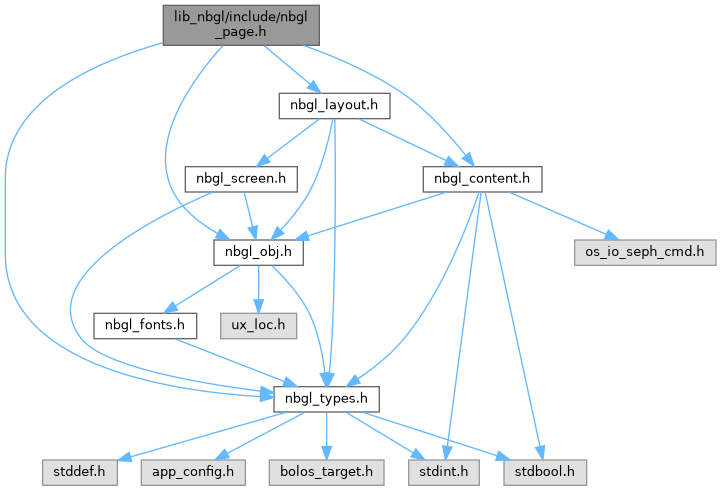 lib_nbgl/include/nbgl
_page.h
nbgl_layout.h
nbgl_screen.h
nbgl_content.h
nbgl_obj.h
os_io_seph_cmd.h
nbgl_fonts.h
ux_loc.h
nbgl_types.h
stddef.h
app_config.h
bolos_target.h
stdint.h
stdbool.h